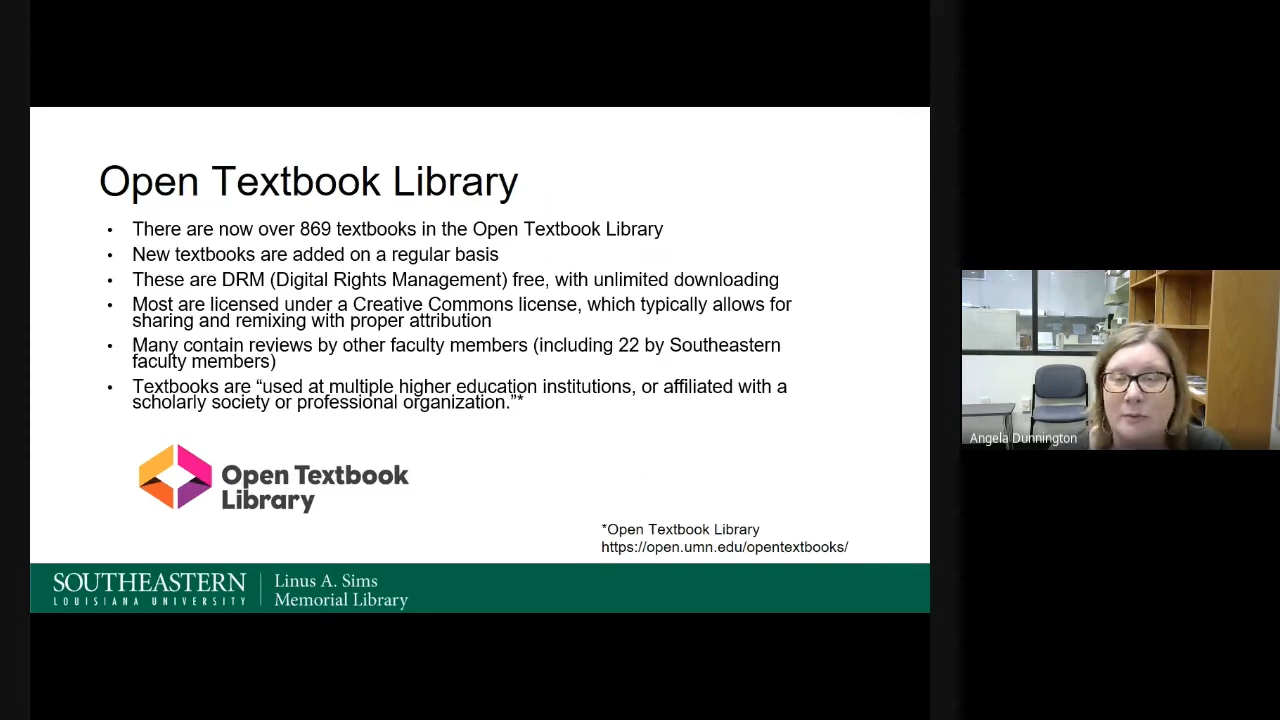 Open Textbook Library
• There are now over 869 textbooks in the Open Textbook Library
• New textbooks are added on a regular basis
• These are DRM (Digital Rights Management) free, with unlimited downloading
• Most are licensed under a Creative Commons license, which typically allows for
sharing and remixing with proper attribution
• Many contain reviews by other faculty members (including 22 by Southeastern
faculty members)
• Textbooks are “used at multiple higher education institutions, or affiliated with a
scholarly society or professional organization.”*
Open Textbook
Library
*Open Textbook Library
https://open.umn.edu/opentextbooks/
SOUTHEASTERN
LOUISIANA UNIVERSITY
Linus A. Sims
Memorial Library
Angela Dunnington